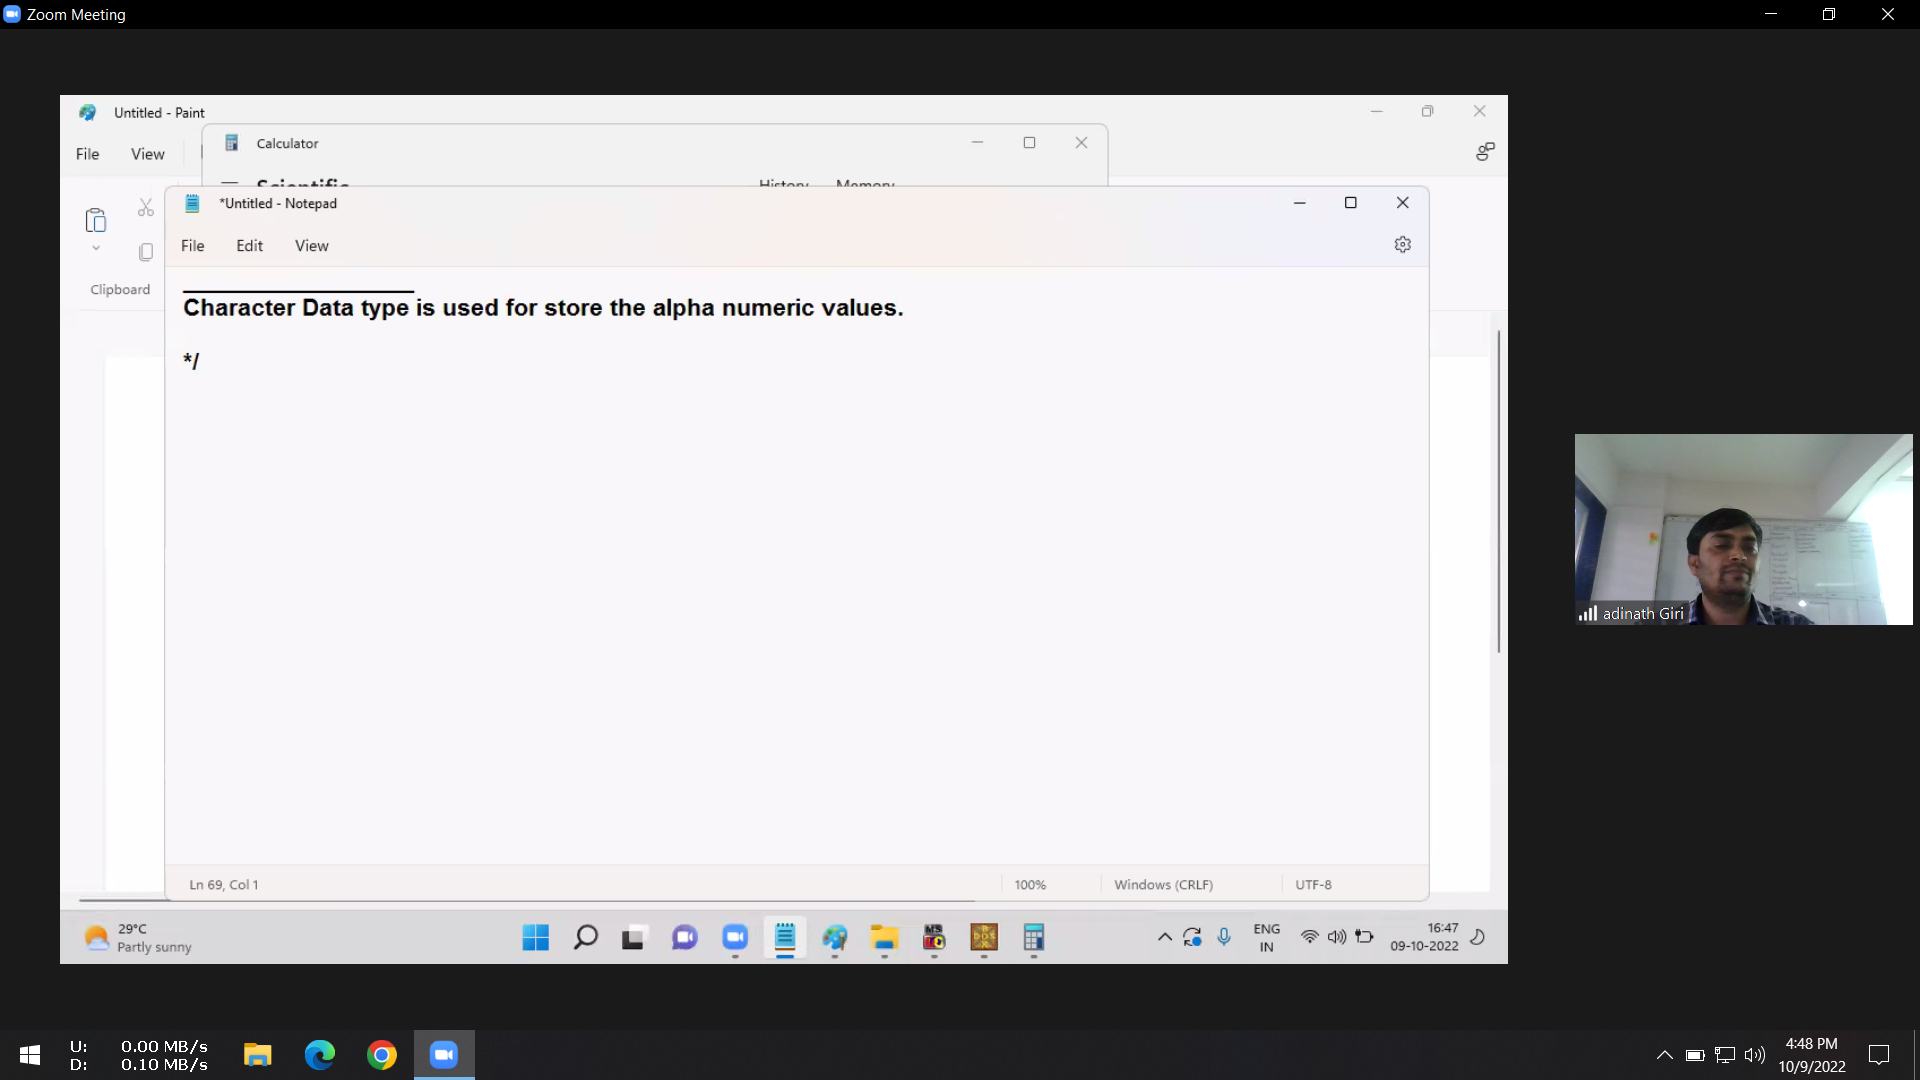 Zoom Meeting
Untitled - Paint
File View
Calculator
Scientific
History Memory
*Untitled - Notepad
File Edit View
Clipboard
Character Data type is used for store the alpha numeric values.
*/
adinath Giri
Ln 69, Col 1
100%
Windows (CRLF)
UTF-8
29°C
Partly sunny
ENG
IN
16:47
09-10-2022
U: 0.00 MB/s
D: 0.10 MB/s
4:48 PM
10/9/2022